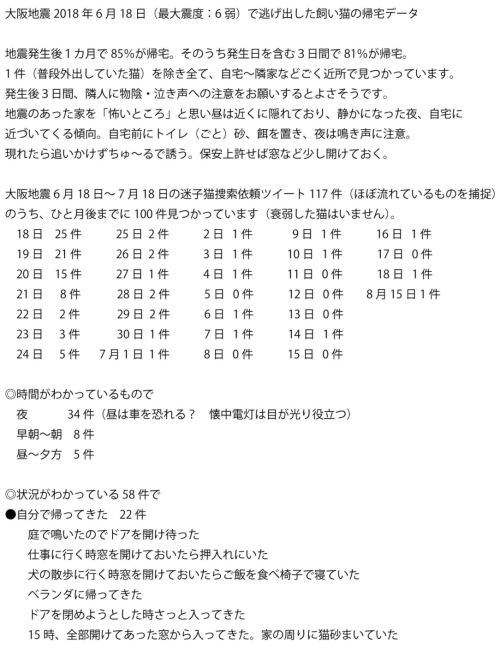 大阪地震 2018 年 6 月 18 日（最大震度：6 弱）で逃げ出した飼い猫の帰宅データ
地震発生後 1 カ月で 85％が帰宅。そのうち発生日を含む 3 日間で 81％が帰宅。
1 件（普段外出していた猫）を除き全て、自宅〜隣家などごく近所で見つかっています。
発生後 3 日間、隣人に物陰・泣き声への注意をお願いするとよさそうです。
地震のあった家を「怖いところ」と思い昼は近くに隠れており、静かになった夜、自宅に
近づいてくる傾向。自宅前にトイレ（ごと）砂、餌を置き、夜は鳴き声に注意。
現れたら追いかけずちゅ〜るで誘う。保安上許せば窓など少し開けておく。
大阪地震 6 月 18 日〜 7 月 18 日の迷子猫捜索依頼ツイート 117 件（ほぼ流れているものを捕捉）
のうち、ひと月後までに 100 件見つかっています（衰弱した猫はいません）。
18 日 25 件 25 日 2 件 2 日 1 件 9 日 1 件 16 日 1 件
19 日 21 件 26 日 2 件 3 日 1 件 10 日 1 件 17 日 0 件
20 日 15 件 27 日 1 件 4 日 1 件 11 日 0 件 18 日 1 件
21 日 8 件 28 日 2 件 5 日 0 件 12 日 0 件 8 月 15 日 1 件
22 日 2 件 29 日 2 件 6 日 1 件 13 日 0 件
23 日 3 件 30 日 1 件 7 日 1 件 14 日 1 件
24 日 5 件 7 月 1 日 1 件 8 日 0 件 15 日 0 件
◎時間がわかっているもので
夜 34 件（昼は車を恐れる？ 懐中電灯は目が光り役立つ）
早朝〜朝 8 件
昼〜夕方 5 件
◎状況がわかっている 58 件で
●自分で帰ってきた 22 件
庭で鳴いたのでドアを開け待った
仕事に行く時窓を開けておいたら押入れにいた
犬の散歩に行く時窓を開けておいたらご飯を食べ椅子で寝ていた
ベランダに帰ってきた
ドアを閉めようとした時さっと入ってきた
15 時、全部開けてあった窓から入ってきた。家の周りに猫砂まいていた